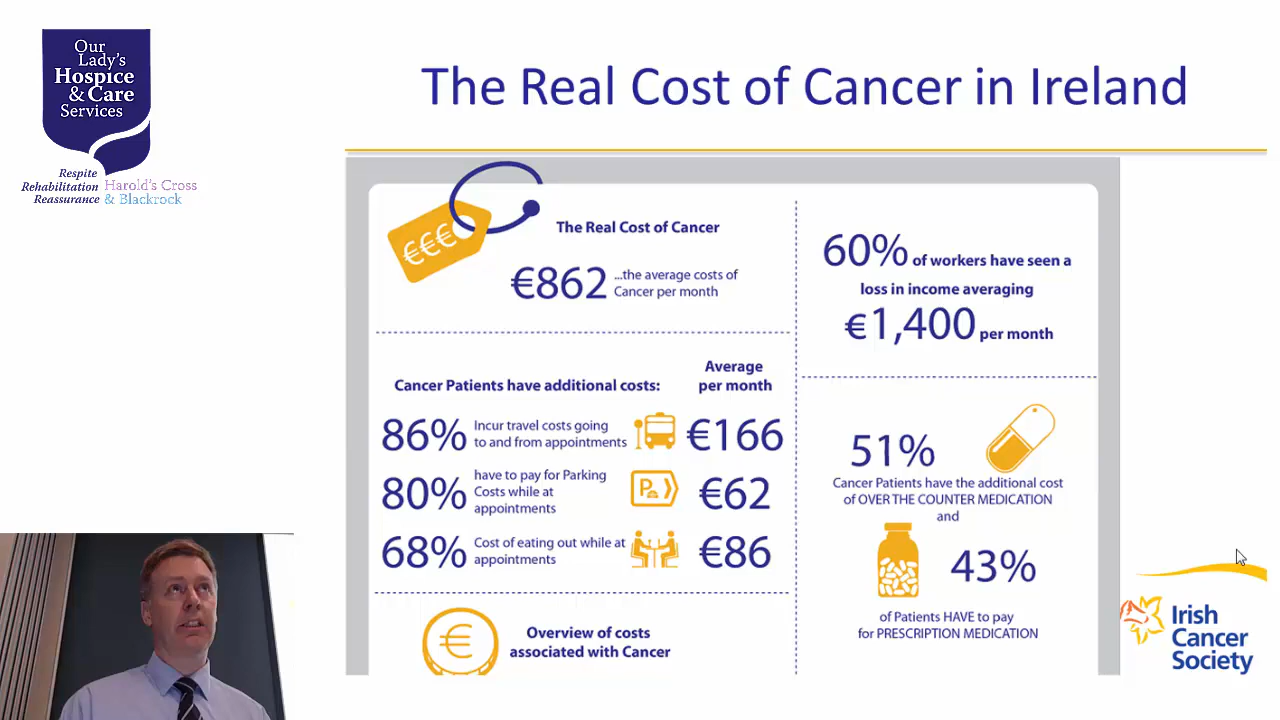 Our
Lady's
Hospice
& Care
Services
Respite
Rehabilitation
Reassurance
Harold's Cross
& Blackrock
The Real Cost of Cancer in Ireland
€€€
The Real Cost of Cancer
€862
...the average costs of
Cancer per month
60% of workers have seen a
loss in income averaging
€1,400 per month
Cancer Patients have additional costs:
Average
per month
86%
Incur travel costs going
to and from appointments
€166
80%
have to pay for Parking
Costs while at
appointments
P
€62
68%
Cost of eating out while at
appointments
€86
51%
Cancer Patients have the additional cost
of OVER THE COUNTER MEDICATION
and
43%
of Patients HAVE to pay
for PRESCRIPTION MEDICATION
€
Overview of costs
associated with Cancer
Irish
Cancer
Society